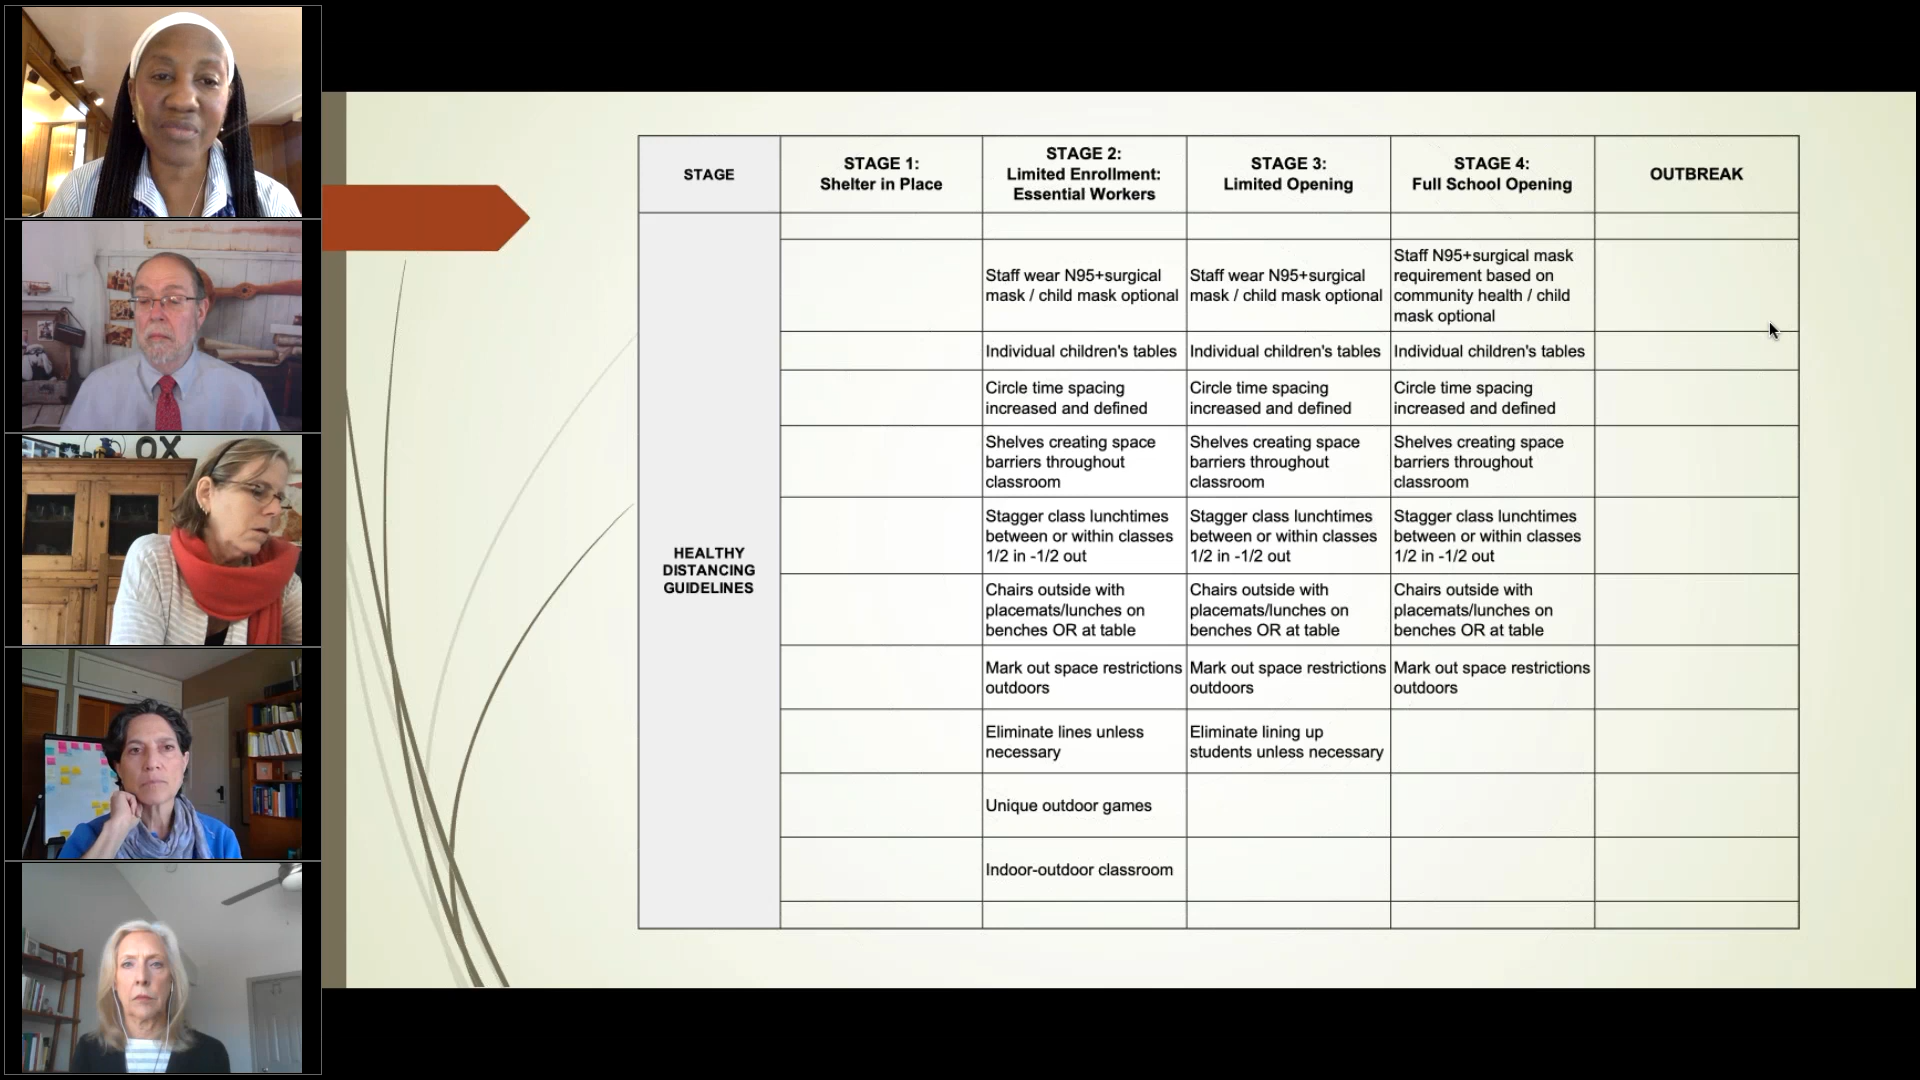 OX
STAGE
STAGE 1:
Shelter in Place
STAGE 2:
Limited Enrollment:
Essential Workers
STAGE 3:
Limited Opening
STAGE 4:
Full School Opening
OUTBREAK
HEALTHY
DISTANCING
GUIDELINES
Staff wear N95+surgical
mask / child mask optional
Staff wear N95+surgical
mask / child mask optional
Staff N95+surgical mask
requirement based on
community health / child
mask optional
Individual children's tables
Individual children's tables
Individual children's tables
Circle time spacing
increased and defined
Circle time spacing
increased and defined
Circle time spacing
increased and defined
Shelves creating space
barriers throughout
classroom
Shelves creating space
barriers throughout
classroom
Shelves creating space
barriers throughout
classroom
Stagger class lunchtimes
between or within classes
1/2 in -1/2 out
Stagger class lunchtimes
between or within classes
1/2 in -1/2 out
Stagger class lunchtimes
between or within classes
1/2 in -1/2 out
Chairs outside with
placemats/lunches on
benches OR at table
Chairs outside with
placemats/lunches on
benches OR at table
Chairs outside with
placemats/lunches on
benches OR at table
Mark out space restrictions
outdoors
Mark out space restrictions
outdoors
Mark out space restrictions
outdoors
Eliminate lines unless
necessary
Eliminate lining up
students unless necessary
Unique outdoor games
Indoor-outdoor classroom